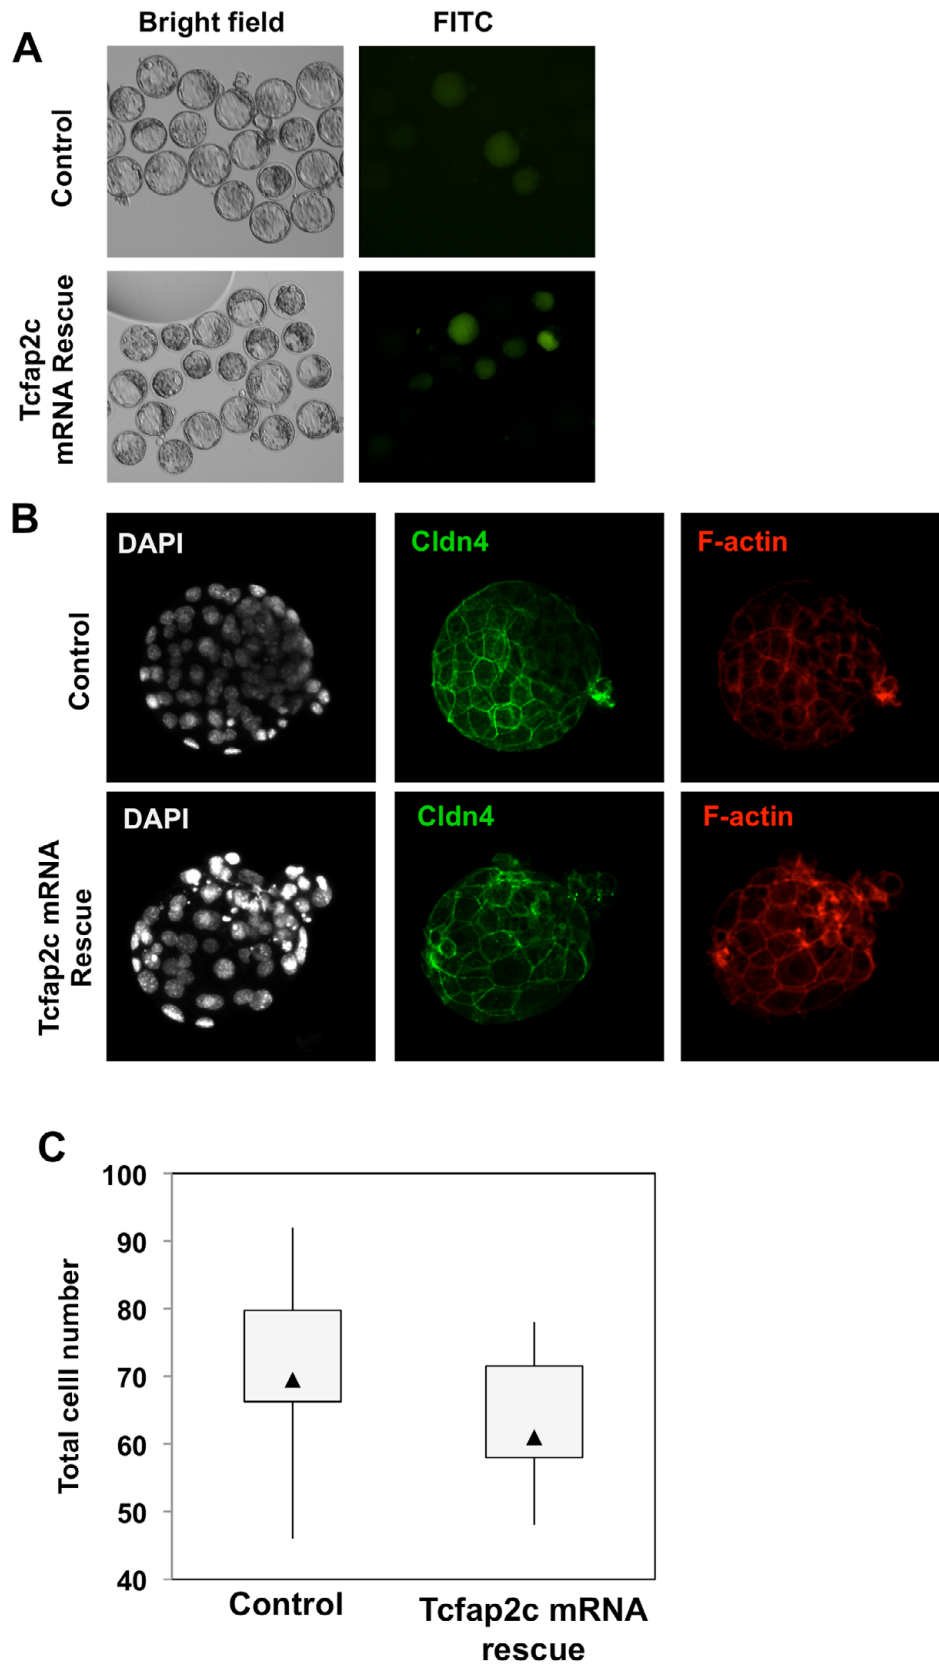 A
Bright field
FITC
Control
Tcfap2c
mRNA Rescue
B
DAPI
Cldn4
F-actin
Control
DAPI
Cldn4
F-actin
Tcfap2c mRNA
Rescue
C
100
90
80
70
60
50
40
Total celll number
Control
Tcfap2c mRNA
rescue